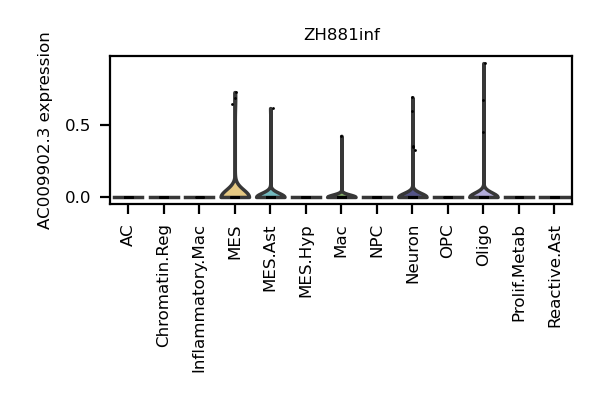 ZH881inf
AC009902.3 expression
0.5
0.0
AC
Chromatin.Reg
Inflammatory.Mac
MES
MES.Ast
MES.Hyp
Mac
NPC
Neuron
OPC
Oligo
Prolif.Metab
Reactive.Ast